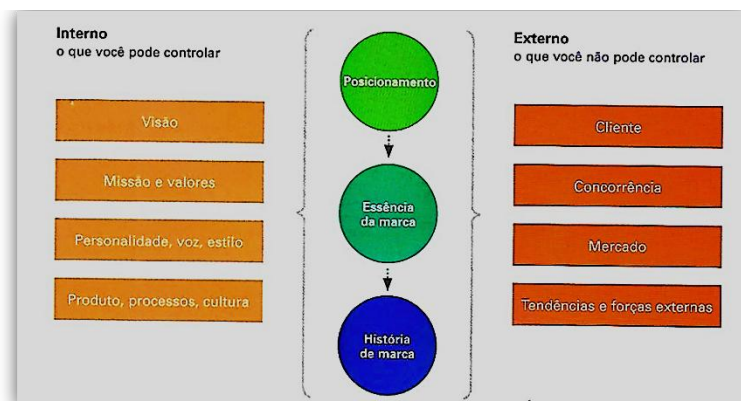 Interno
o que você pode controlar
Visão
Missão e valores
Personalidade, voz, estilo
Produto, processos, cultura
Posicionamento
Essência
da marca
História
de marca
Externo
o que você não pode controlar
Cliente
Concorrência
Mercado
Tendências e forças externas